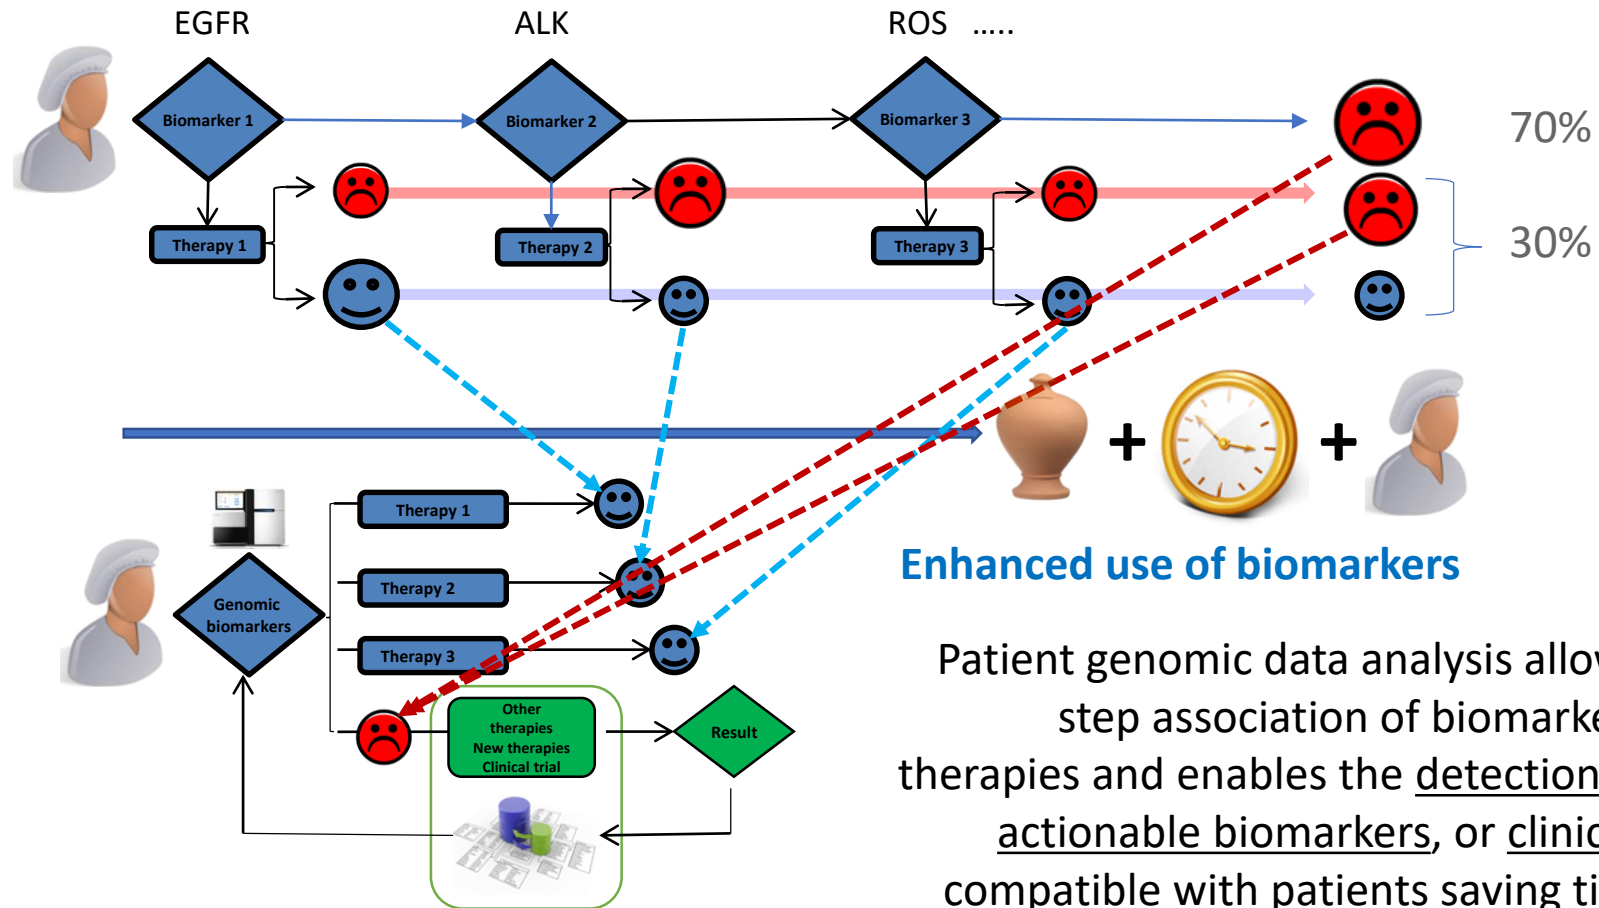 EGFR
ALK
ROS …..
Biomarker 1
Biomarker 2
Biomarker 3
70%
Therapy 1
Therapy 2
Therapy 3
30%
+
+
Therapy 1
Enhanced use of biomarkers
Therapy 2
Genomic
biomarkers
Therapy 3
Patient genomic data analysis allow
step association of biomarke
therapies and enables the detection
actionable biomarkers, or clinic
compatible with patients saving ti
Other
therapies
New therapies
Clinical trial
Result